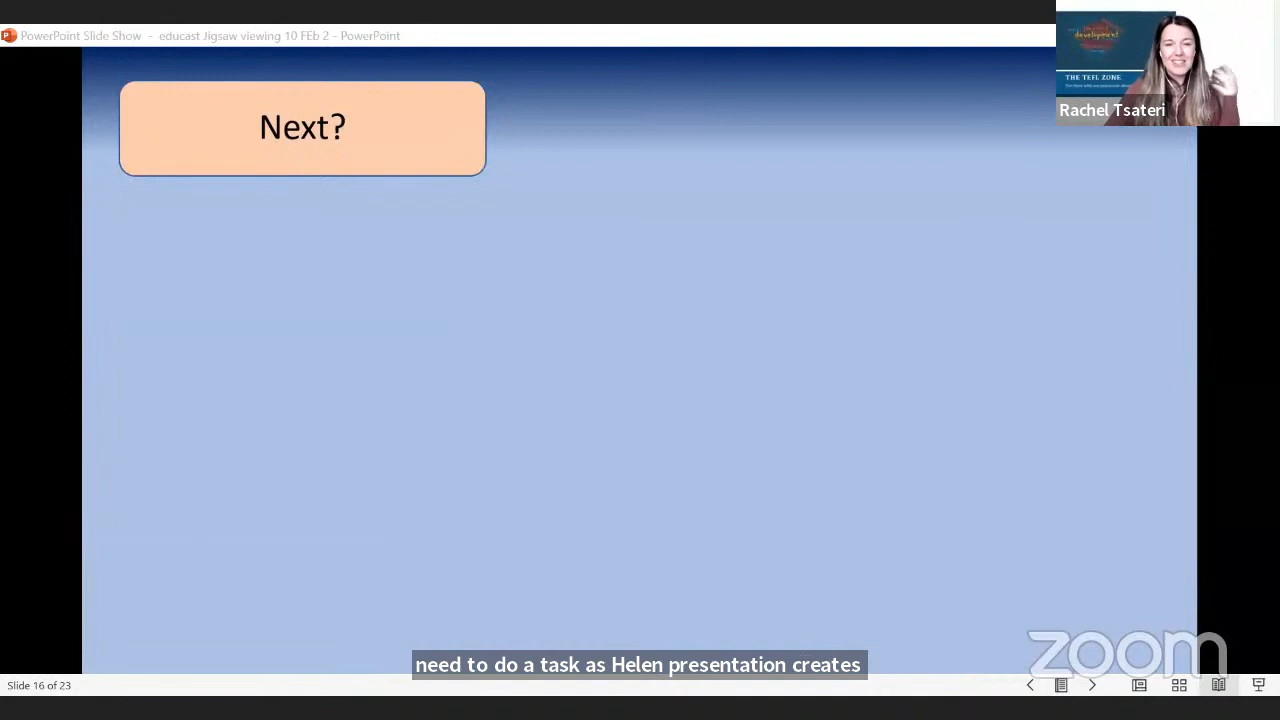 PowerPoint Slide Show - educast Jigsaw viewing 10 FEb 2 - PowerPoint
development
THE TEFL ZONE
Rachel Tsateri
Next?
need to do a task as Helen presentation creates
zoom
Slide 16 of 23